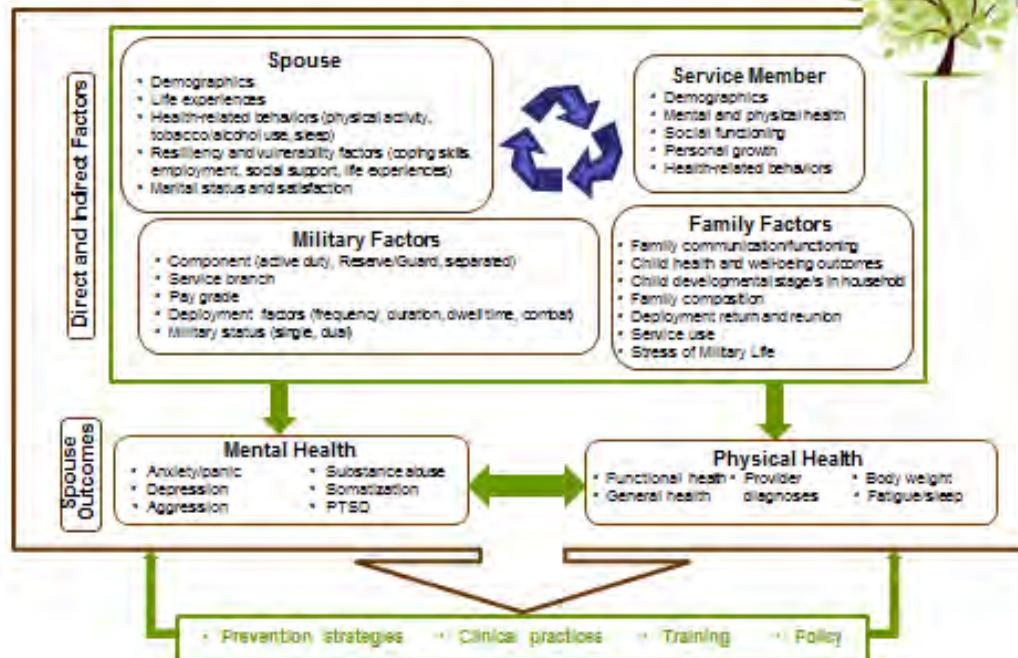 Direct and Indirect Factors
Spouse
• Demographics
• Life experiences
• Health-related behaviors (physical activity,
tobacco/alcohol use, sleep)
• Resiliency and vulnerability factors (coping skills,
employment, social support, life experiences)
• Marital status and satisfaction
Service Member
• Demographics
• Mental and physical health
• Social functioning
• Personal growth
• Health-related behaviors
Military Factors
• Component (active duty, Reserve/Guard, separated)
• Service branch
• Pay grade
• Deployment factors (frequency, duration, dwell time, combat)
• Military status (single, dual)
Family Factors
• Family communication/functioning
• Child health and well-being outcomes
• Child developmental stage/s in household
• Family composition
• Deployment return and reunion
• Service use
• Stress of Military Life
Spouse
Outcomes
Mental Health
• Anxiety/panic
• Depression
• Aggression
• Substance abuse
• Somatization
• PTSD
Physical Health
• Functional health
• General health
• Provider
diagnoses
• Body weight
• Fatigue/sleep
• Prevention strategies • Clinical practices • Training • Policy